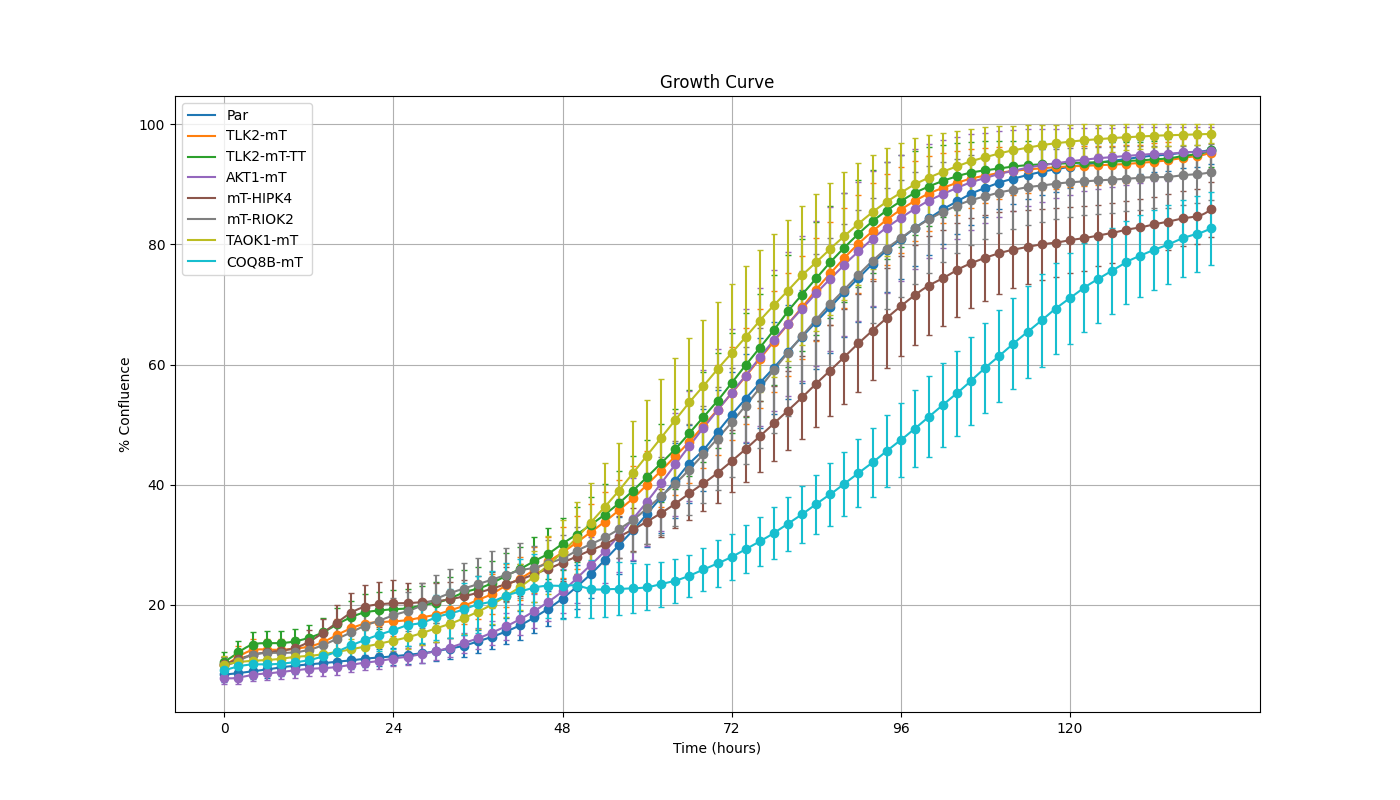 Growth Curve
Par
TLK2-mT
TLK2-mT-TT
AKT1-mT
mT-HIPK4
mT-RIOK2
TAOK1-mT
COQ8B-mT
100
80
60
40
20
% Confluence
0 24 48 72 96 120
Time (hours)